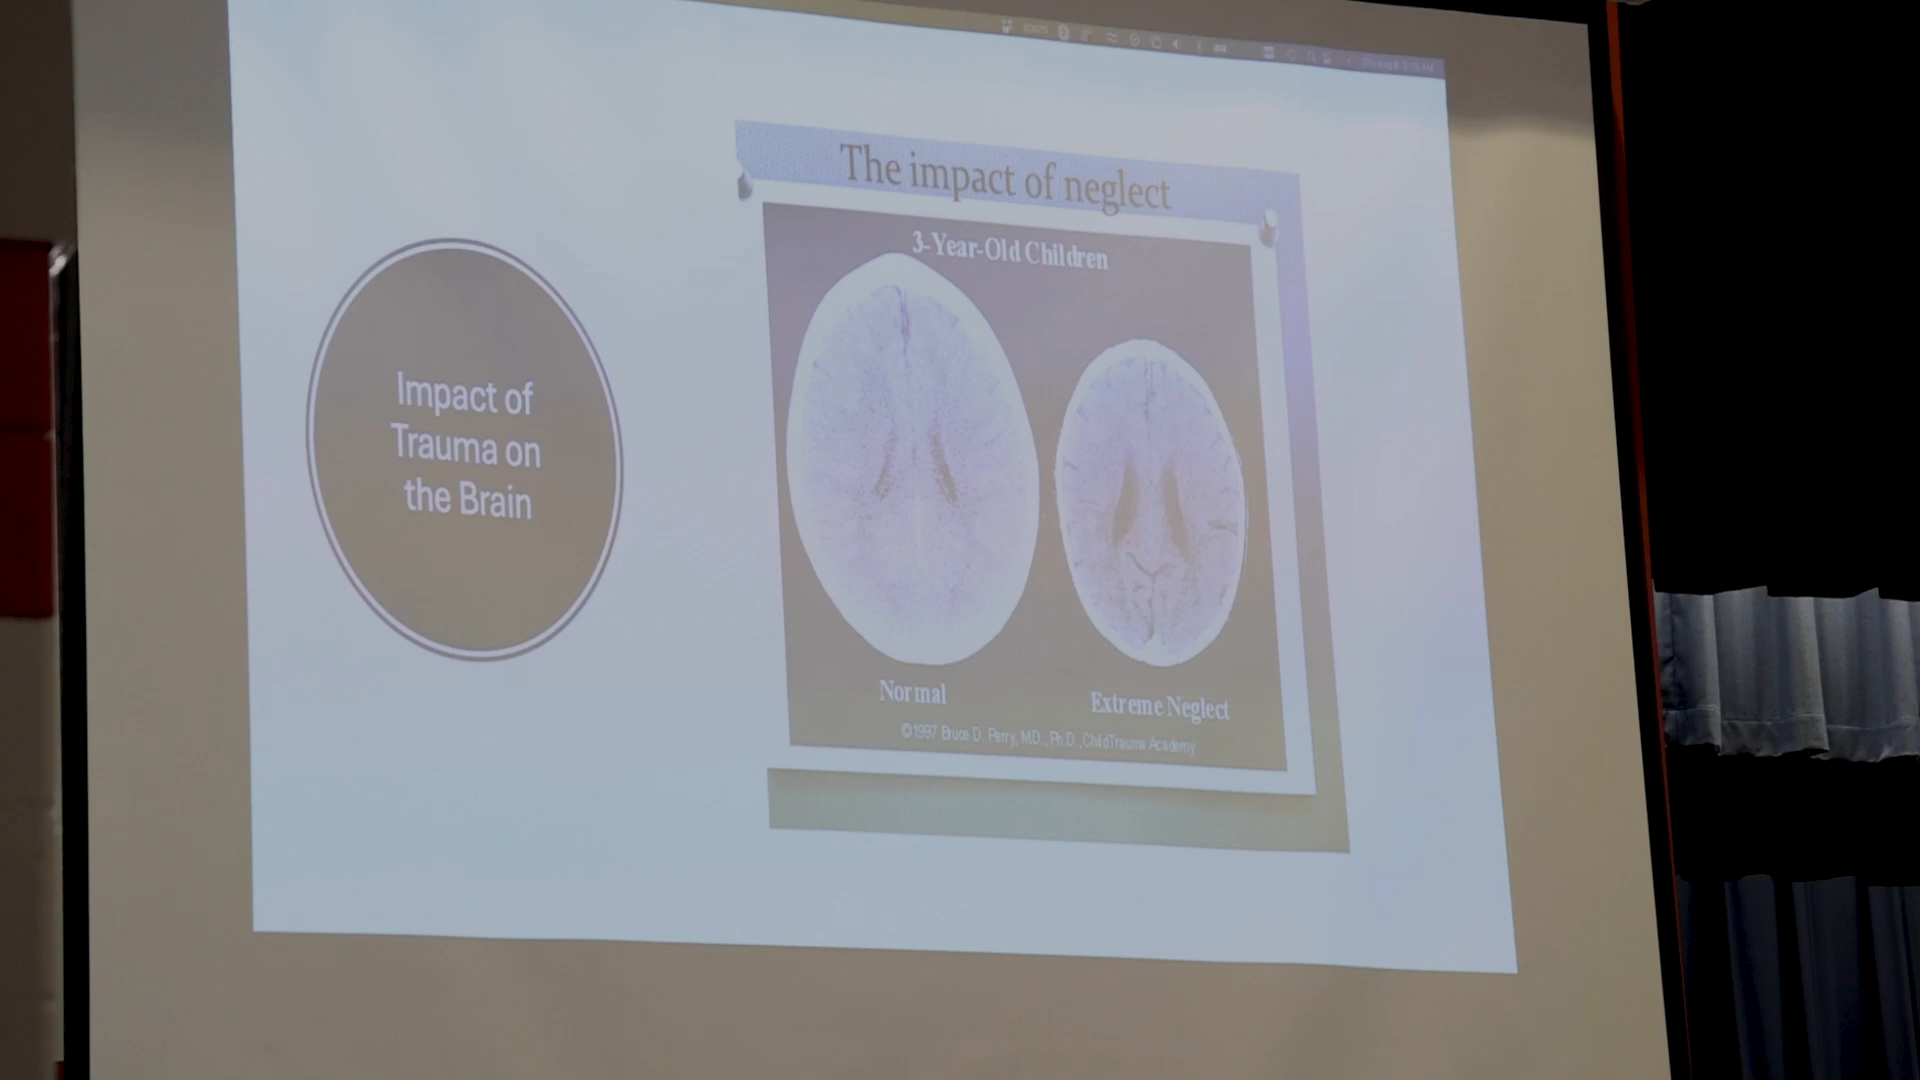 zoom
Impact of
Trauma on
the Brain
The impact of neglect
3-Year-Old Children
Normal
Extreme Neglect
©1997 Bruce D. Perry, M.D., Ph.D., ChildTrauma Academy